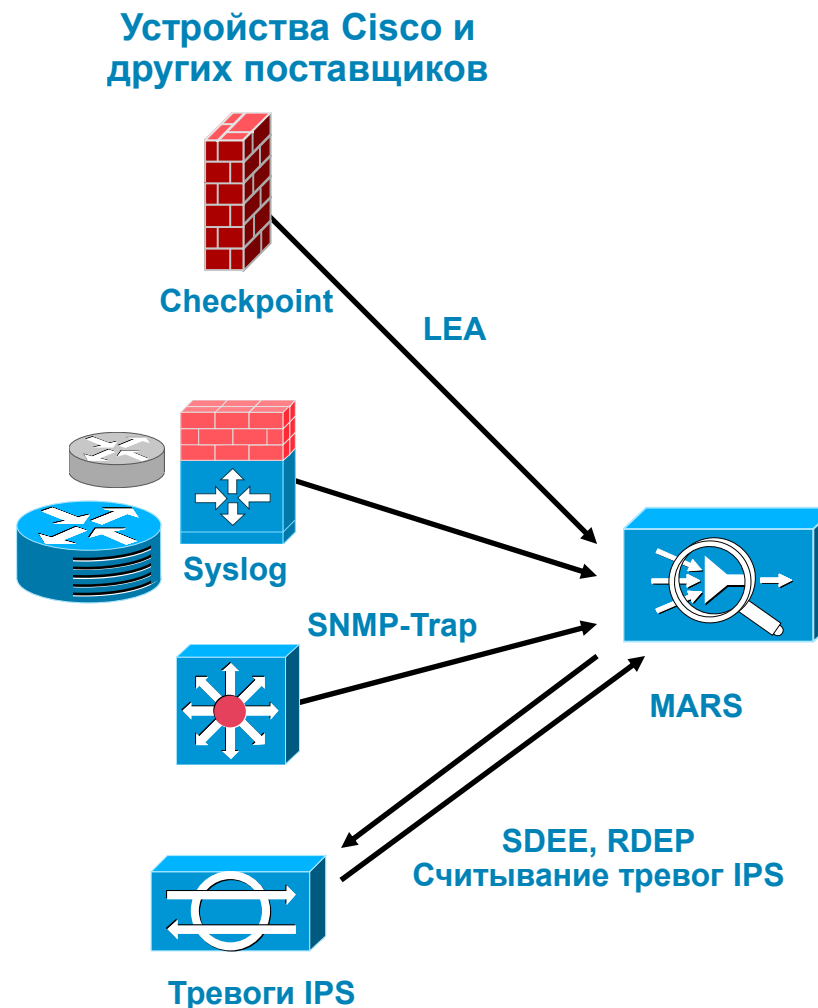 Устройства Cisco и
других поставщиков
Checkpoint
LEA
Syslog
SNMP-Trap
MARS
SDEE, RDEP
Считывание тревог IPS
Тревоги IPS